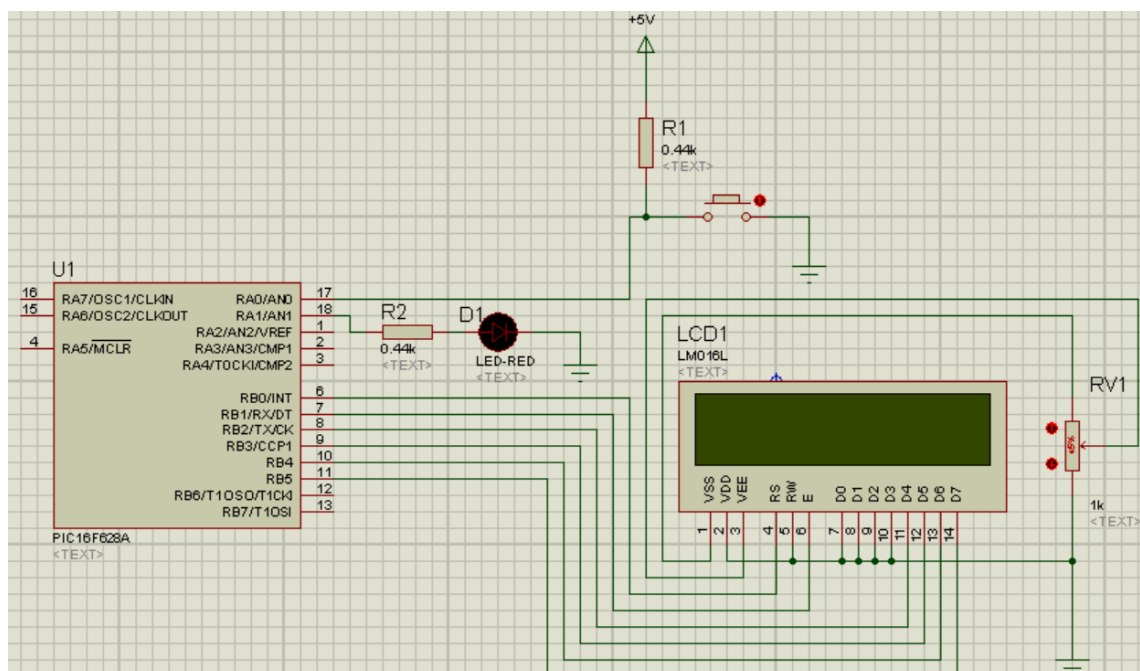 +5V
R1
0.44k
<TEXT>
U1
16 RA7/OSC1/CLKIN RA0/AN0 17
15 RA6/OSC2/CLKOUT RA1/AN1 18
RA2/AN2/VREF 1
4 RA5/MCLR RA3/AN3/CMP1 2
RA4/T0CKI/CMP2 3
RB0/INT 6
RB1/RX/DT 7
RB2/TX/CK 8
RB3/CCP1 9
RB4 10
RB5 11
RB6/T1OSO/T1CKI 12
RB7/T1OSI 13
PIC16F628A
<TEXT>
R2
0.44k
<TEXT>
D1
LED-RED
<TEXT>
LCD1
LM016L
<TEXT>
VSS VDD VEE RS RW E D0 D1 D2 D3 D4 D5 D6 D7
1 2 3 4 5 6 7 8 9 10 11 12 13 14
RV1
45%
1k
<TEXT>